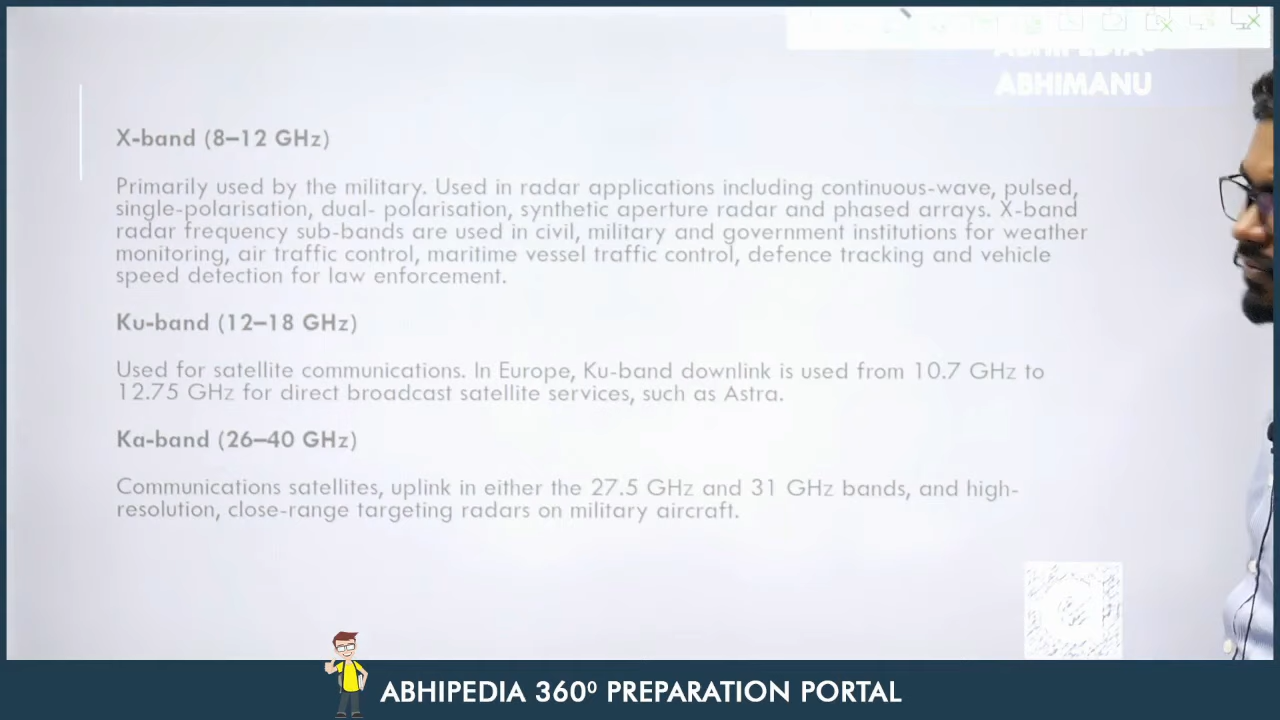 ABHIPEDIA
ABHIMANU
X-band (8–12 GHz)
Primarily used by the military. Used in radar applications including continuous-wave, pulsed,
single-polarisation, dual- polarisation, synthetic aperture radar and phased arrays. X-band
radar frequency sub-bands are used in civil, military and government institutions for weather
monitoring, air traffic control, maritime vessel traffic control, defence tracking and vehicle
speed detection for law enforcement.
Ku-band (12–18 GHz)
Used for satellite communications. In Europe, Ku-band downlink is used from 10.7 GHz to
12.75 GHz for direct broadcast satellite services, such as Astra.
Ka-band (26–40 GHz)
Communications satellites, uplink in either the 27.5 GHz and 31 GHz bands, and high-
resolution, close-range targeting radars on military aircraft.
ABHIPEDIA 360⁰ PREPARATION PORTAL